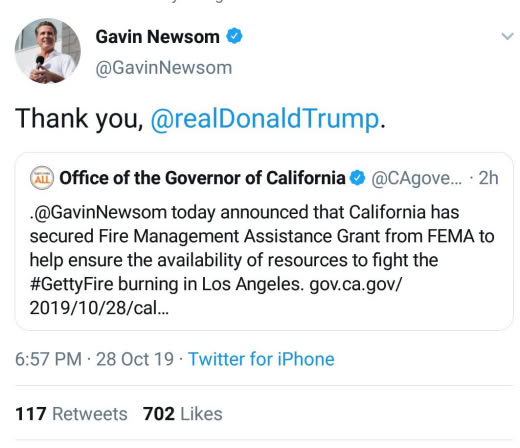 Gavin Newsom
@GavinNewsom
Thank you, @realDonaldTrump.
ALL
Office of the Governor of California @CAgove... · 2h
.@GavinNewsom today announced that California has
secured Fire Management Assistance Grant from FEMA to
help ensure the availability of resources to fight the
#GettyFire burning in Los Angeles. gov.ca.gov/
2019/10/28/cal...
6:57 PM · 28 Oct 19 · Twitter for iPhone
117 Retweets 702 Likes